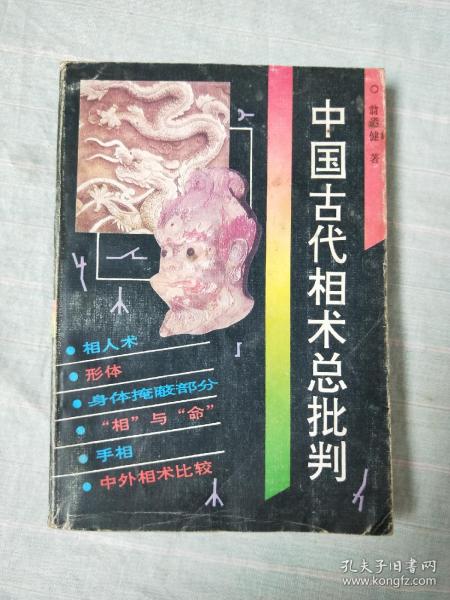 中国古代相术总批判
翁遯健 著
相人术
形体
身体掩蔽部分
“相”与“命”
手相
中外相术比较
孔夫子旧书网
www.kongfz.com